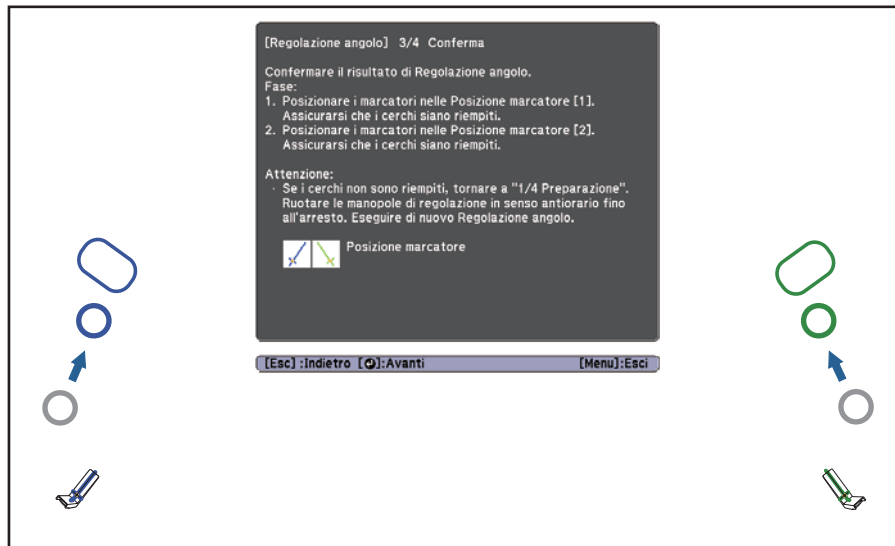 [Regolazione angolo] 3/4 Conferma
Confermare il risultato di Regolazione angolo.
Fase:
1. Posizionare i marcatori nelle Posizione marcatore [1].
Assicurarsi che i cerchi siano riempiti.
2. Posizionare i marcatori nelle Posizione marcatore [2].
Assicurarsi che i cerchi siano riempiti.
Attenzione:
· Se i cerchi non sono riempiti, tornare a "1/4 Preparazione".
Ruotare le manopole di regolazione in senso antiorario fino
all'arresto. Eseguire di nuovo Regolazione angolo.
Posizione marcatore
[Esc] :Indietro [↵]:Avanti [Menu]:Esci